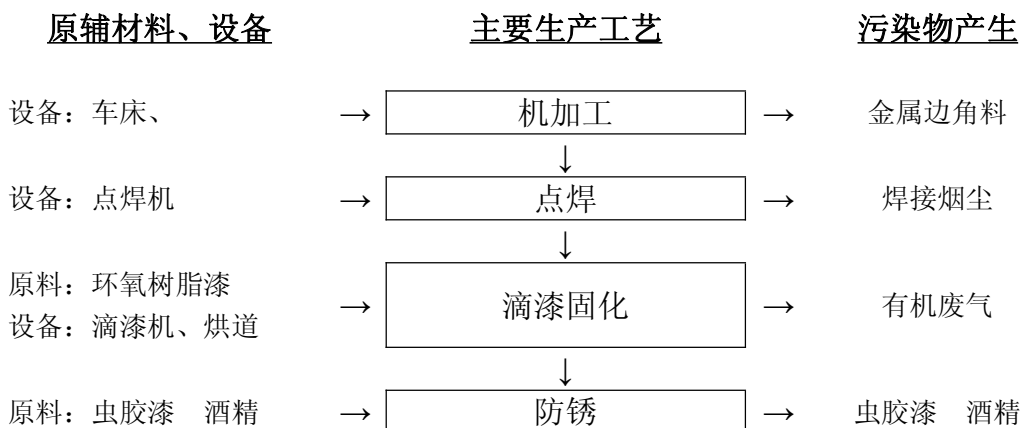 原辅材料、设备 主要生产工艺 污染物产生
设备：车床、 → 机加工 → 金属边角料
↓
设备：点焊机 → 点焊 → 焊接烟尘
↓
原料：环氧树脂漆
设备：滴漆机、烘道 → 滴漆固化 → 有机废气
↓
原料：虫胶漆 酒精 → 防锈 → 虫胶漆 酒精